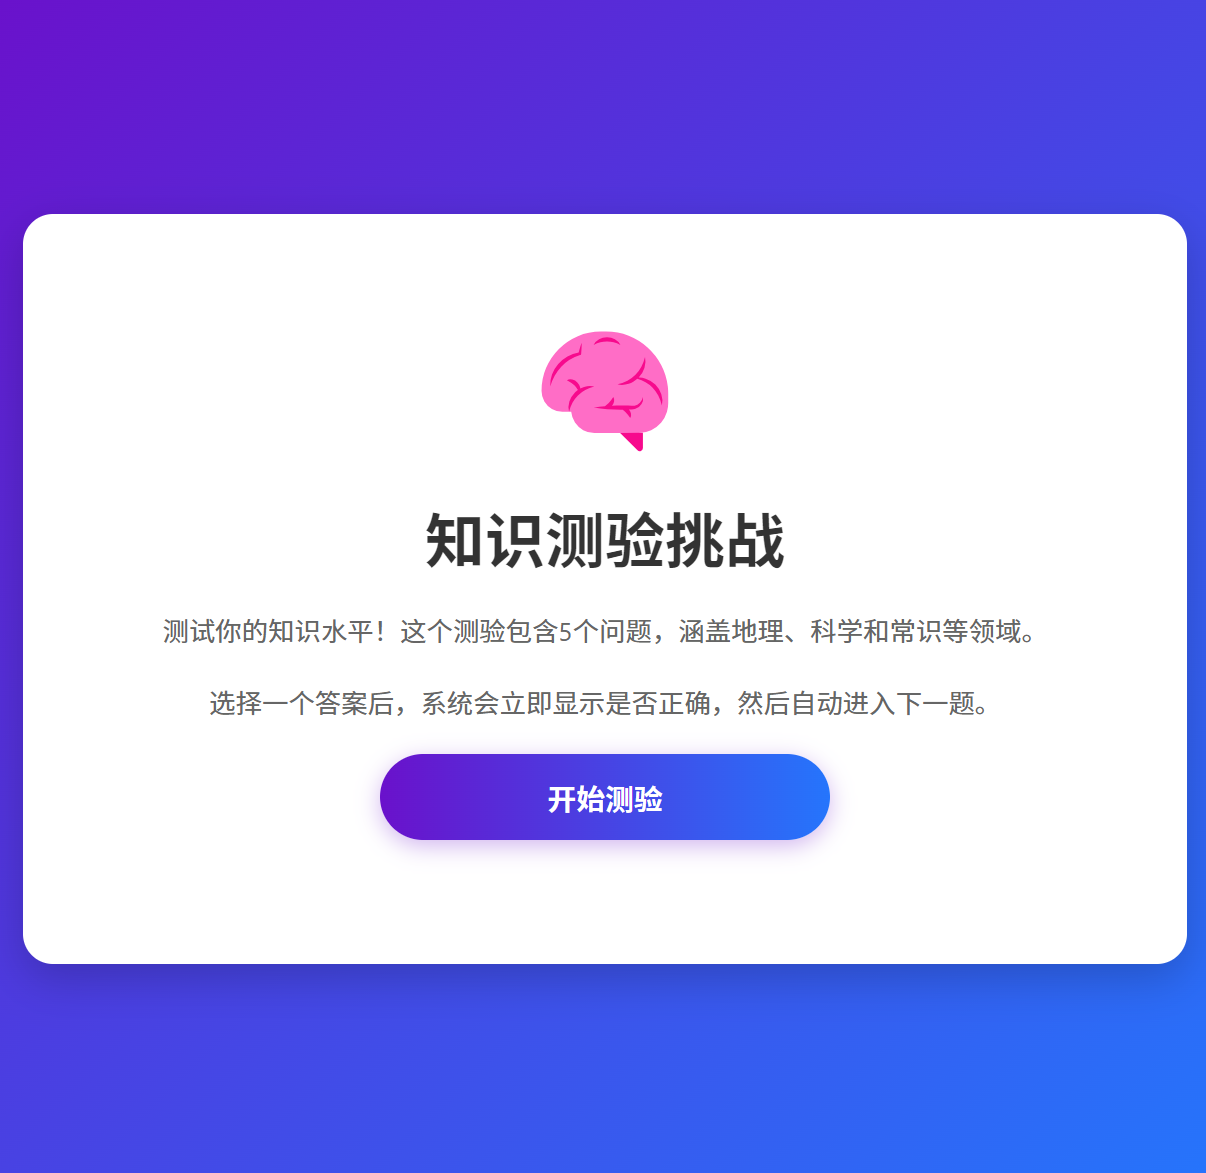 知识测验挑战
测试你的知识水平！这个测验包含5个问题，涵盖地理、科学和常识等领域。
选择一个答案后，系统会立即显示是否正确，然后自动进入下一题。
开始测验